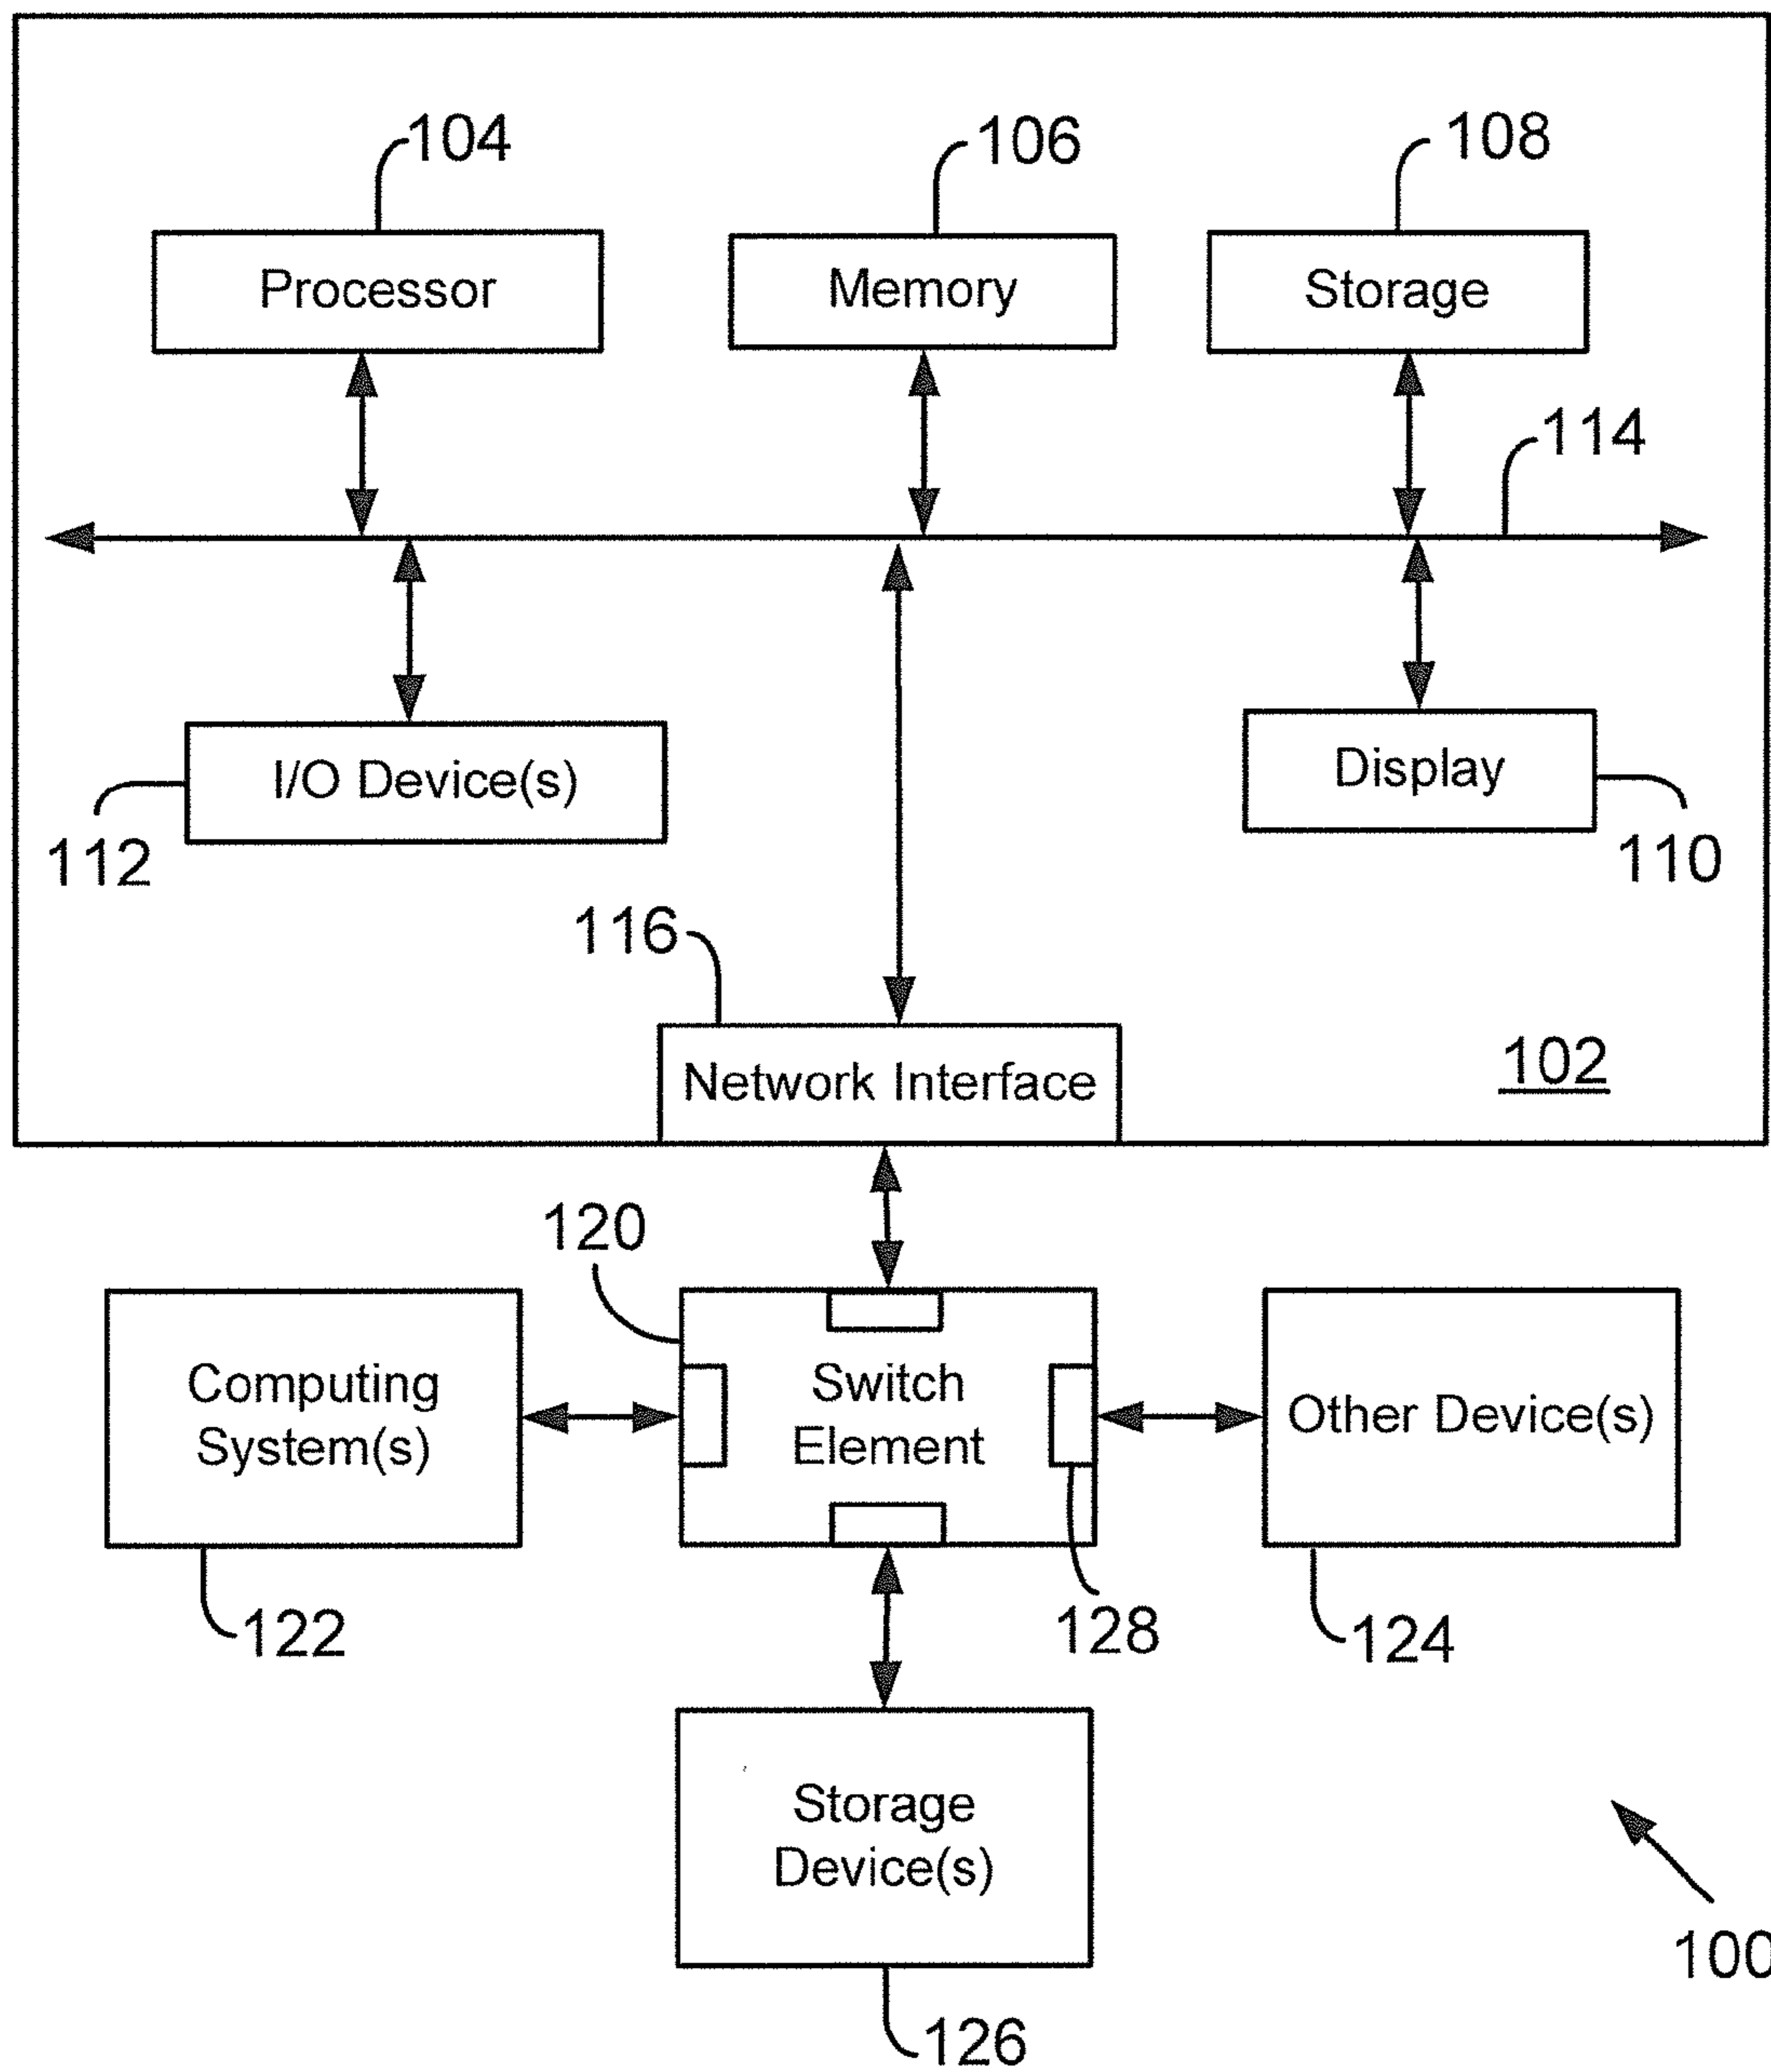 104
106
108
Processor
Memory
Storage
114
I/O Device(s)
Display
112
110
116
Network Interface
102
120
Computing
System(s)
Switch
Element
Other Device(s)
122
128
124
Storage
Device(s)
100
126